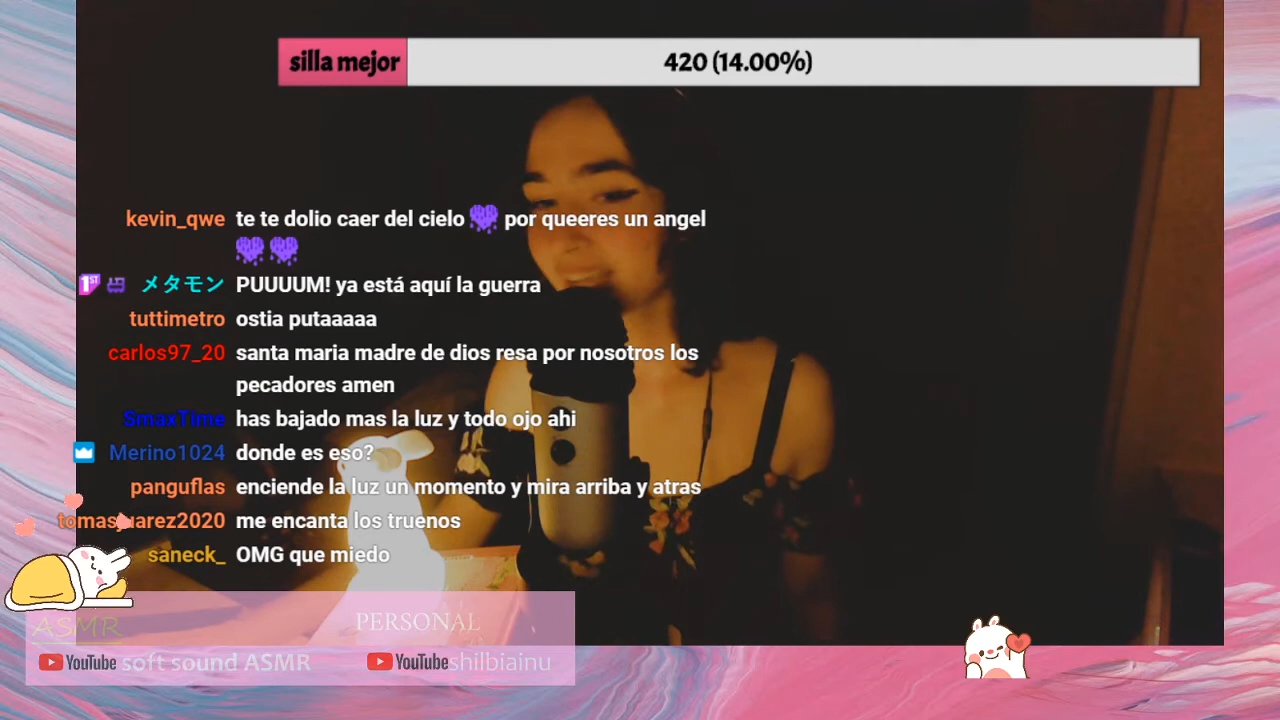 silla mejor 420 (14.00%)
kevin_qwe te te dolio caer del cielo por queeres un angel
メタモン PUUUUM! ya está aquí la guerra
tuttimetro ostia putaaaaa
carlos97_20 santa maria madre de dios resa por nosotros los
pecadores amen
SmaxTime has bajado mas la luz y todo ojo ahi
Merino1024 donde es eso?
panguflas enciende la luz un momento y mira arriba y atras
tomasjuarez2020 me encanta los truenos
saneck_ OMG que miedo
ASMR PERSONAL
YouTube soft sound ASMR YouTube shilbiainu